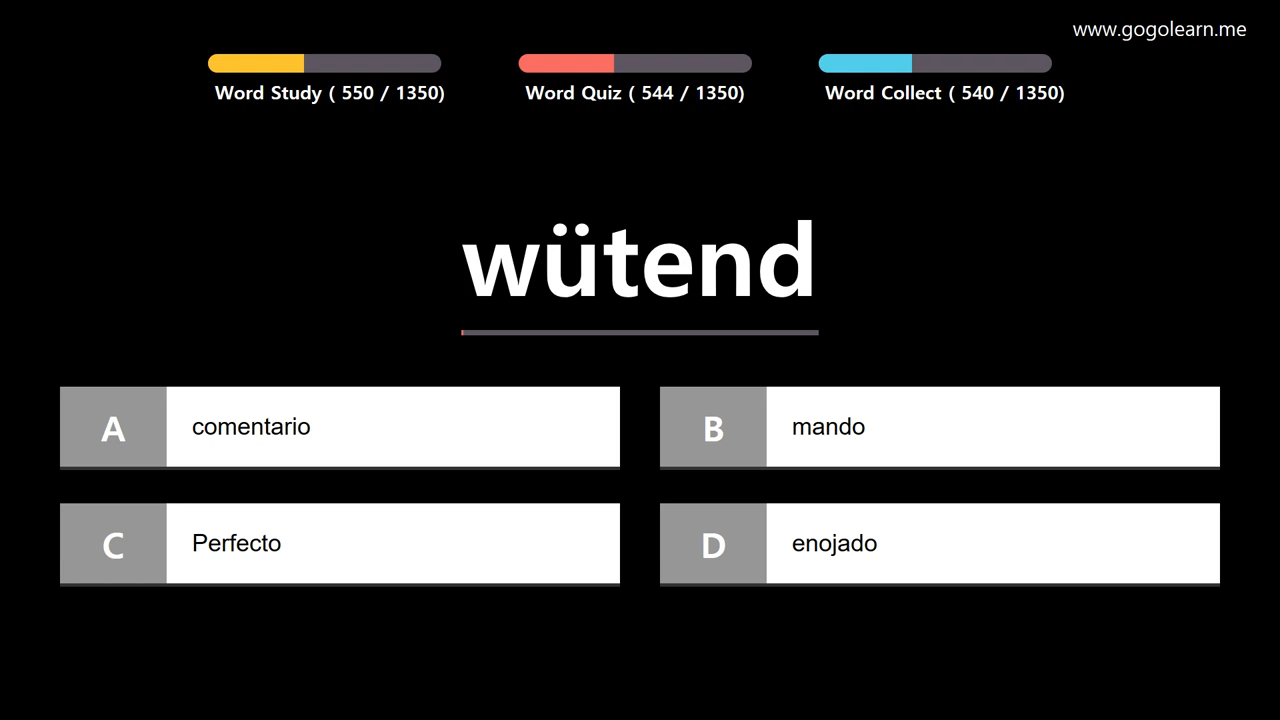 www.gogolearn.me
Word Study ( 550 / 1350)
Word Quiz ( 544 / 1350)
Word Collect ( 540 / 1350)
wütend
A comentario
B mando
C Perfecto
D enojado